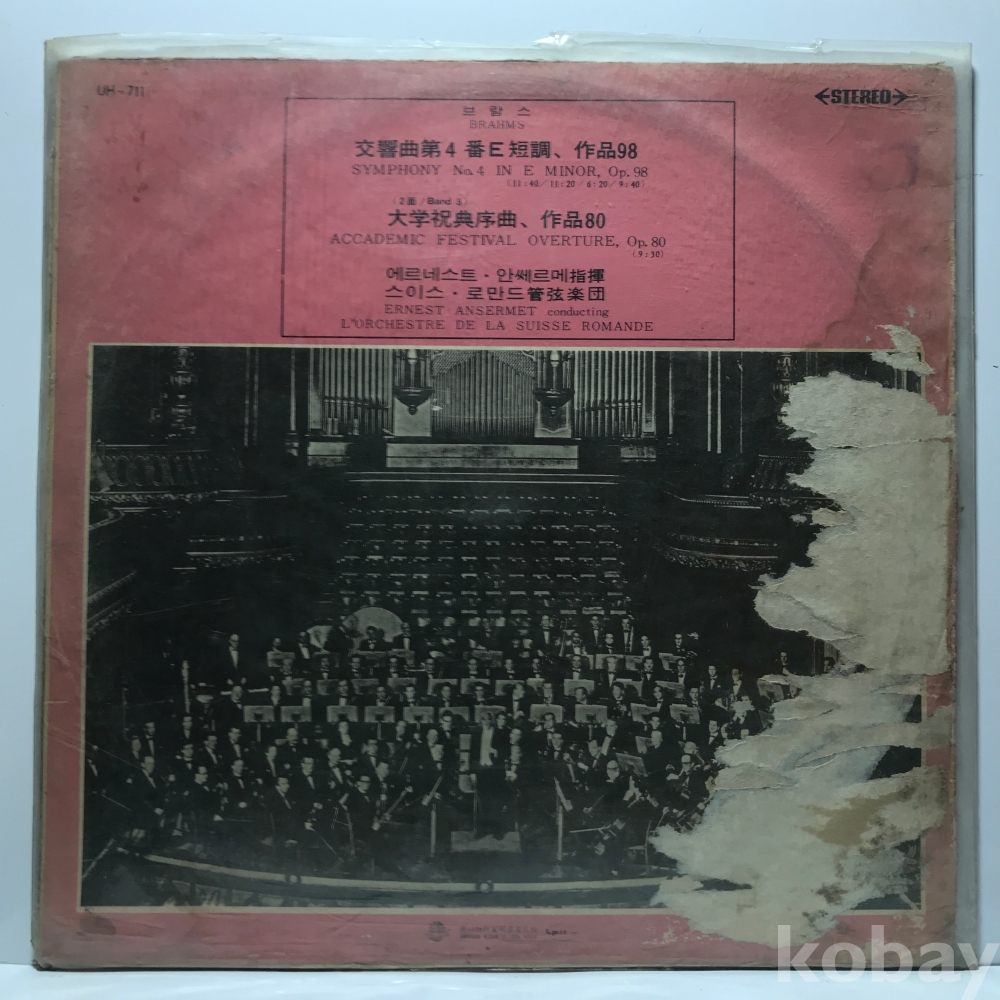 UH-711
STEREO
브람스
BRAHMS
交響曲第4番E短調、作品98
SYMPHONY No.4 IN E MINOR, Op.98
(11:40/11:20/6:20/9:40)
(2面/Band 3)
大学祝典序曲、作品80
ACCADEMIC FESTIVAL OVERTURE, Op.80
(9:30)
에르네스트·안쎄르메指揮
스이스·로만드管弦楽団
ERNEST ANSERMET conducting
L"ORCHESTRE DE LA SUISSE ROMANDE
kobay